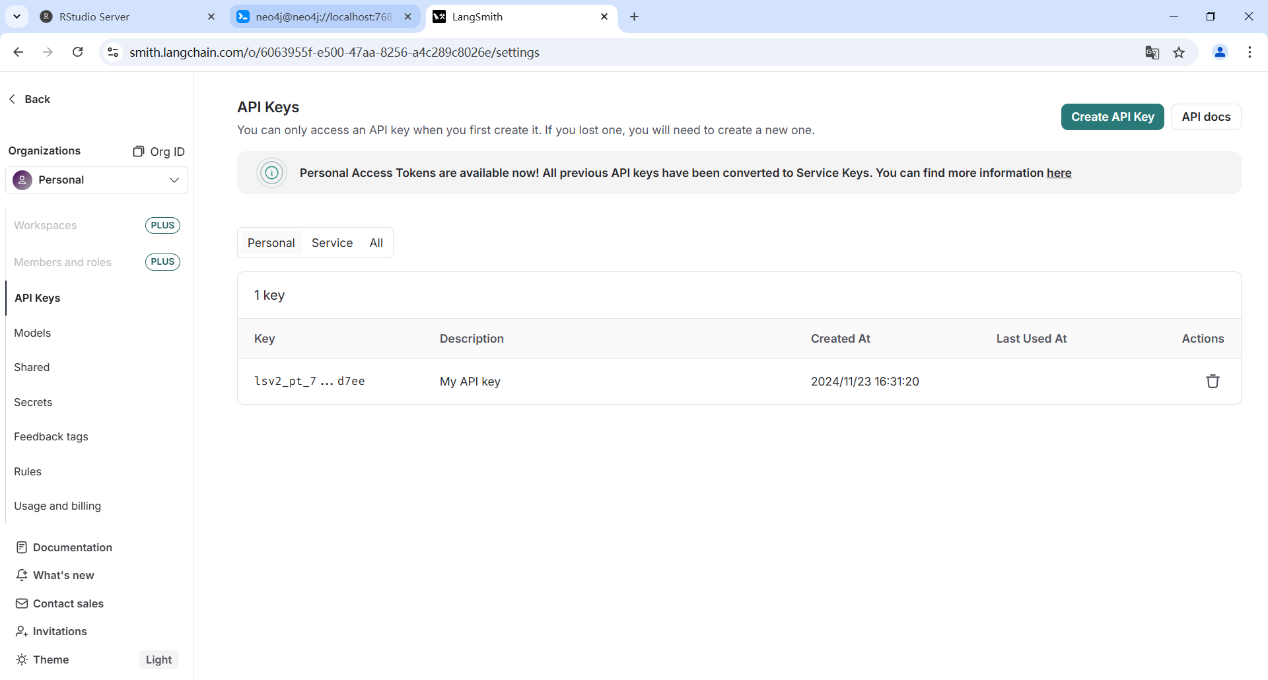 RStudio Server
neo4j@neo4j://localhost:768
LangSmith
smith.langchain.com/o/6063955f-e500-47aa-8256-a4c289c8026e/settings
Back
Organizations
Org ID
Personal
Workspaces
PLUS
Members and roles
PLUS
API Keys
Models
Shared
Secrets
Feedback tags
Rules
Usage and billing
Documentation
What's new
Contact sales
Invitations
Theme
Light
API Keys
You can only access an API key when you first create it. If you lost one, you will need to create a new one.
Create API Key
API docs
Personal Access Tokens are available now! All previous API keys have been converted to Service Keys. You can find more information here
Personal Service All
1 key
Key Description Created At Last Used At Actions
lsv2_pt_7...d7ee My API key 2024/11/23 16:31:20